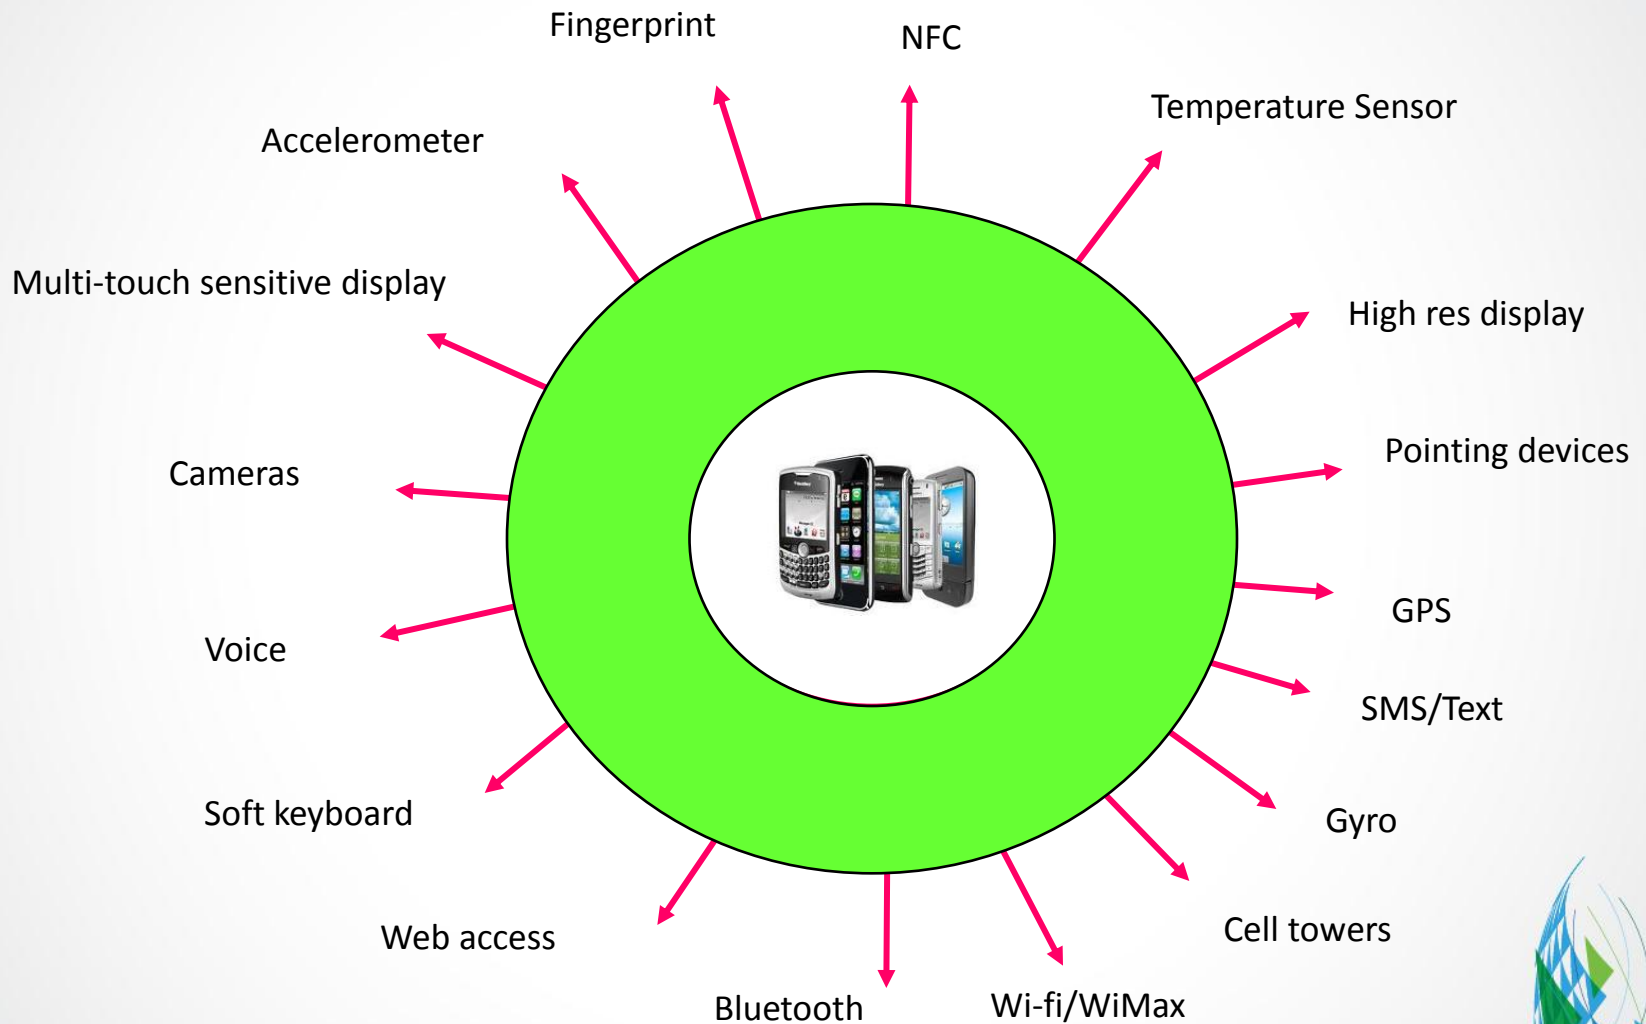 Fingerprint
NFC
Temperature Sensor
Accelerometer
Multi-touch sensitive display
High res display
Pointing devices
Cameras
GPS
Voice
SMS/Text
Soft keyboard
Gyro
Web access
Cell towers
Bluetooth
Wi-fi/WiMax